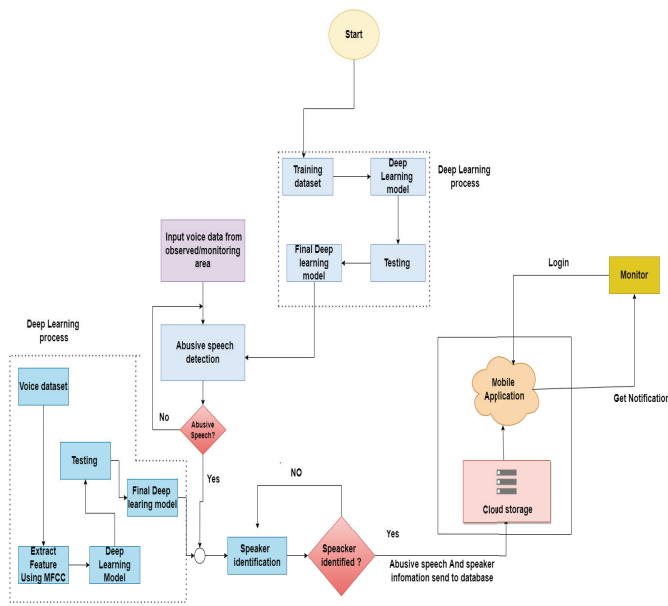 Start
Training
dataset
Deep
Learning
model
Deep Learning
process
Input voice data from
observed/monitoring
area
Final Deep
learning model
Testing
Login
Monitor
Deep Learning
process
Abusive speech
detection
Mobile
Application
Voice dataset
Get Notification
No
Abusive
Speech?
Testing
Yes
NO
Final Deep
learing model
Cloud storage
Extract
Feature
Using MFCC
Deep
Learning
Model
Speaker
identification
Speacker
identified ?
Yes
Abusive speech And speaker
infomation send to database